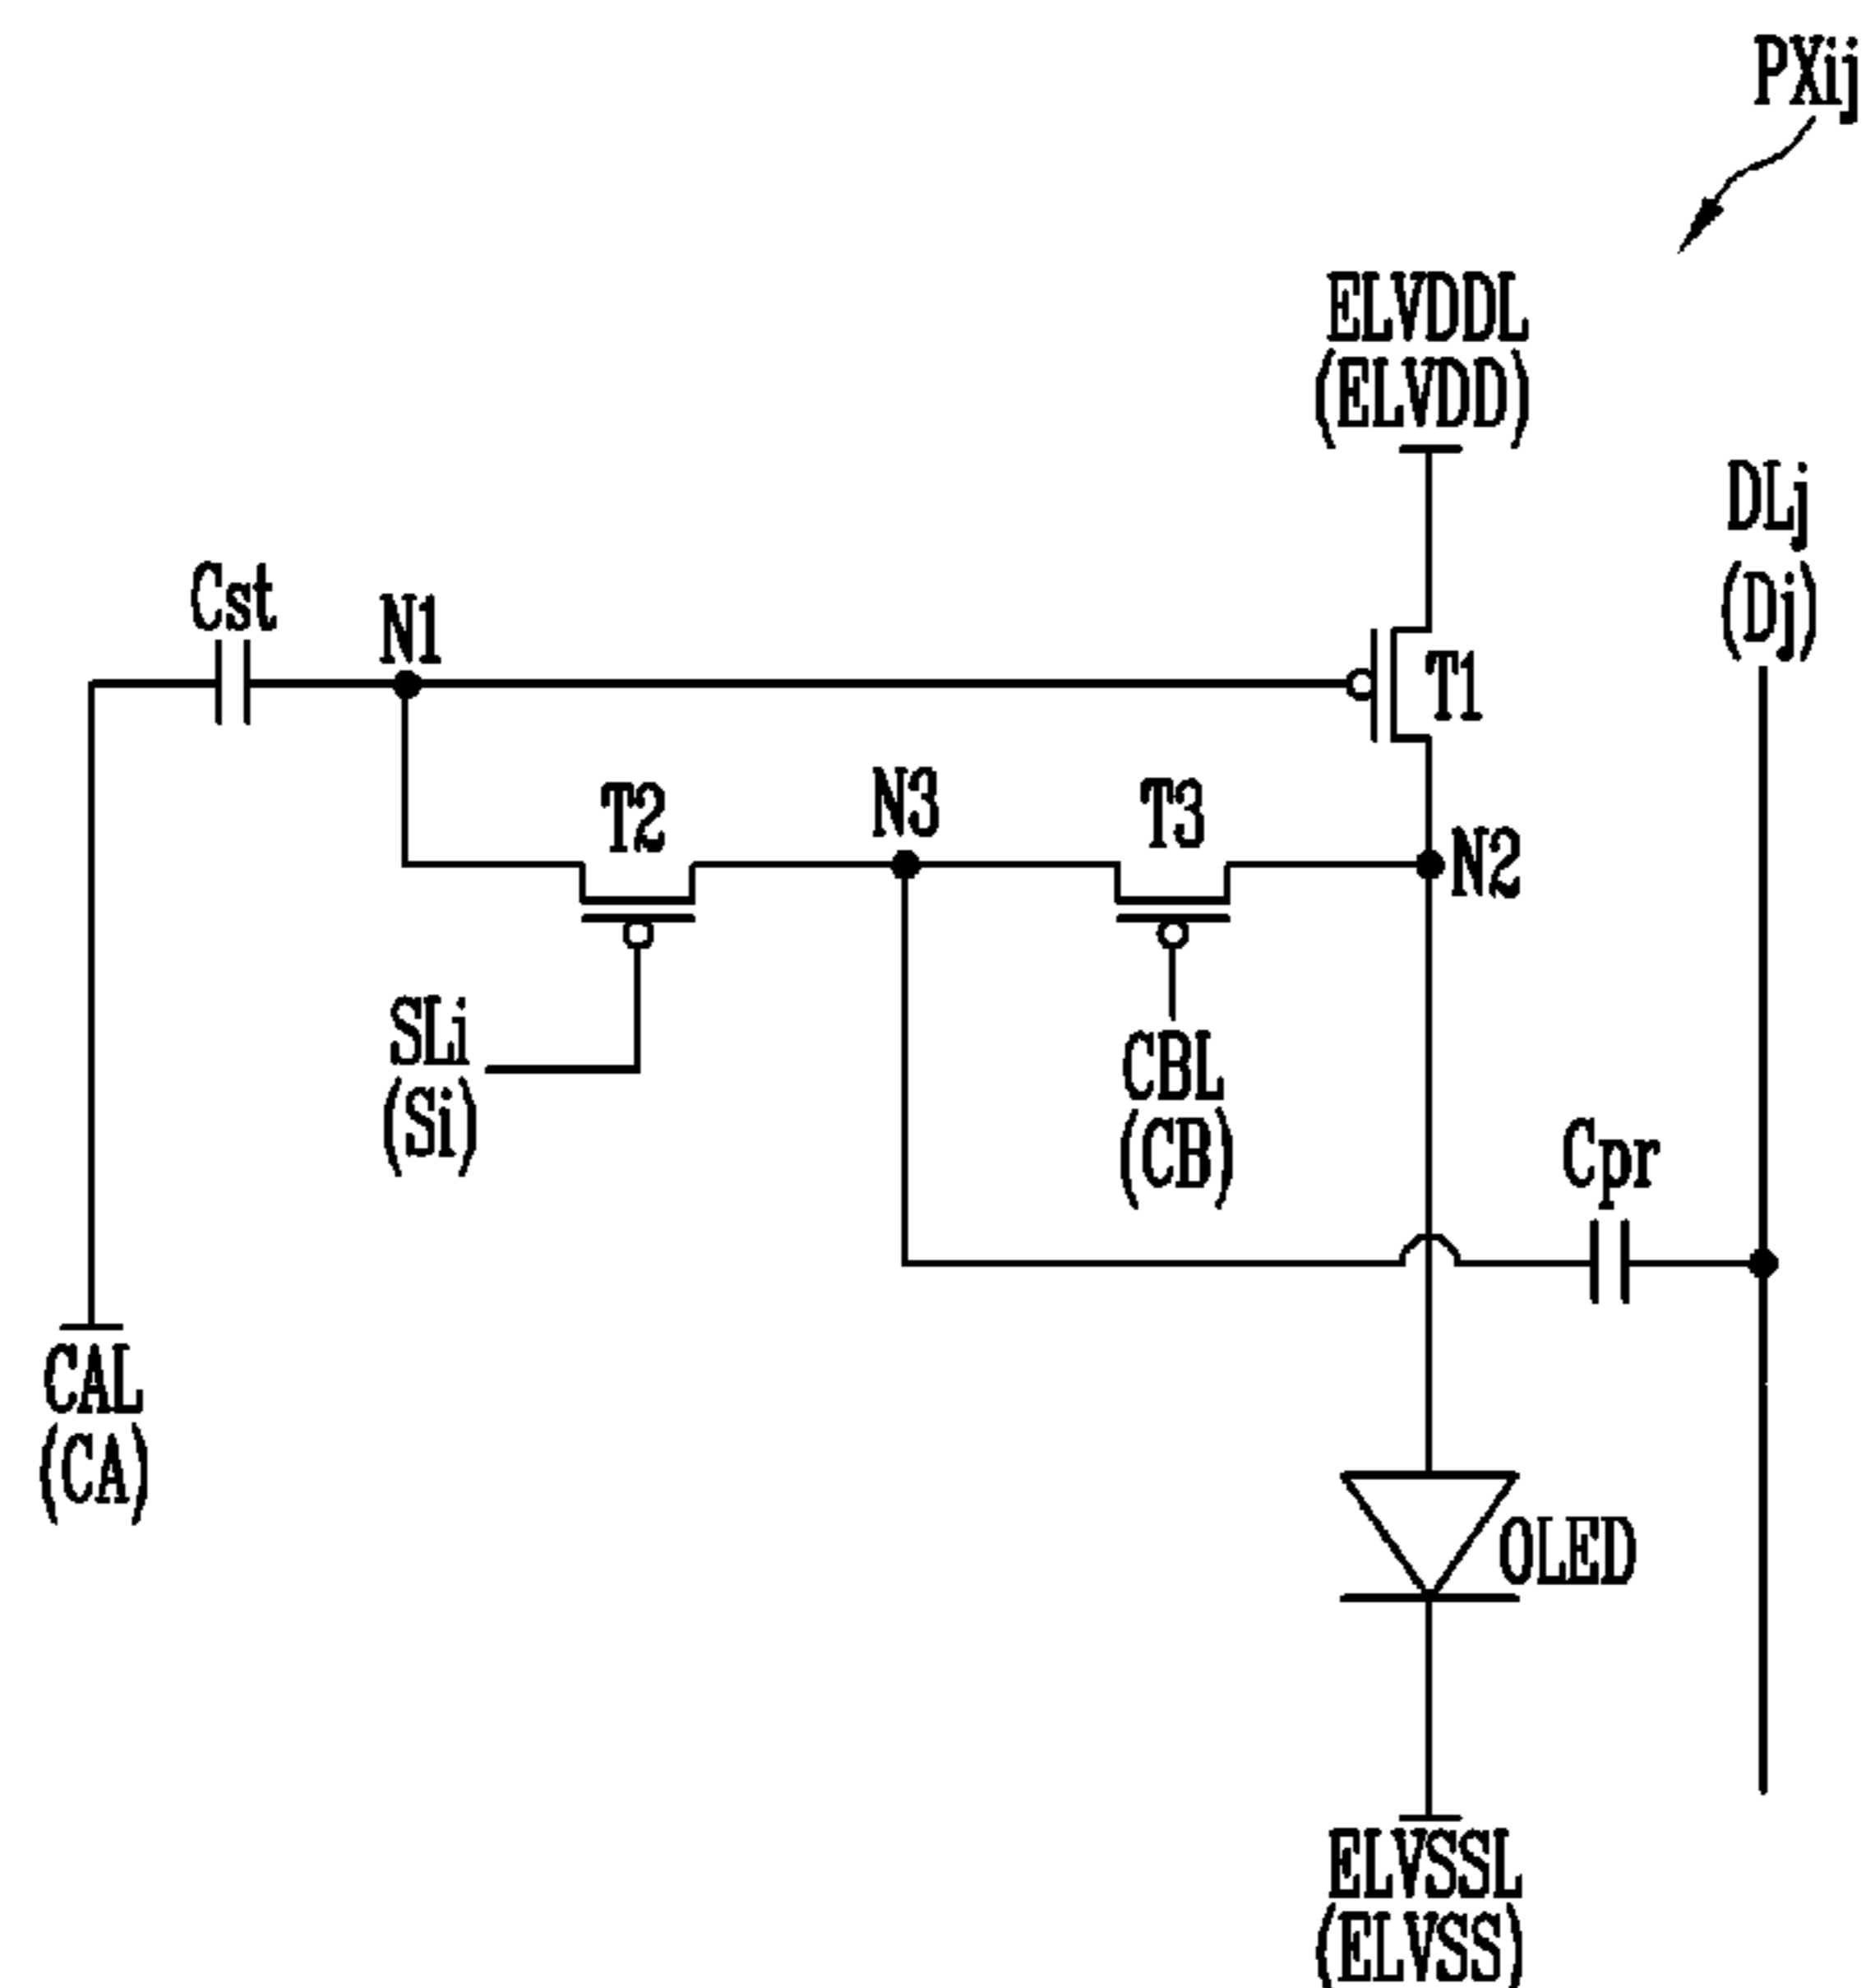 PXij
ELVDDL
(ELVDD)
DLj
(Dj)
Cst
N1
T1
T2
N3
T3
N2
SLi
(Si)
CBL
(CB)
Cpr
CAL
(CA)
OLED
ELVSSL
(ELVSS)